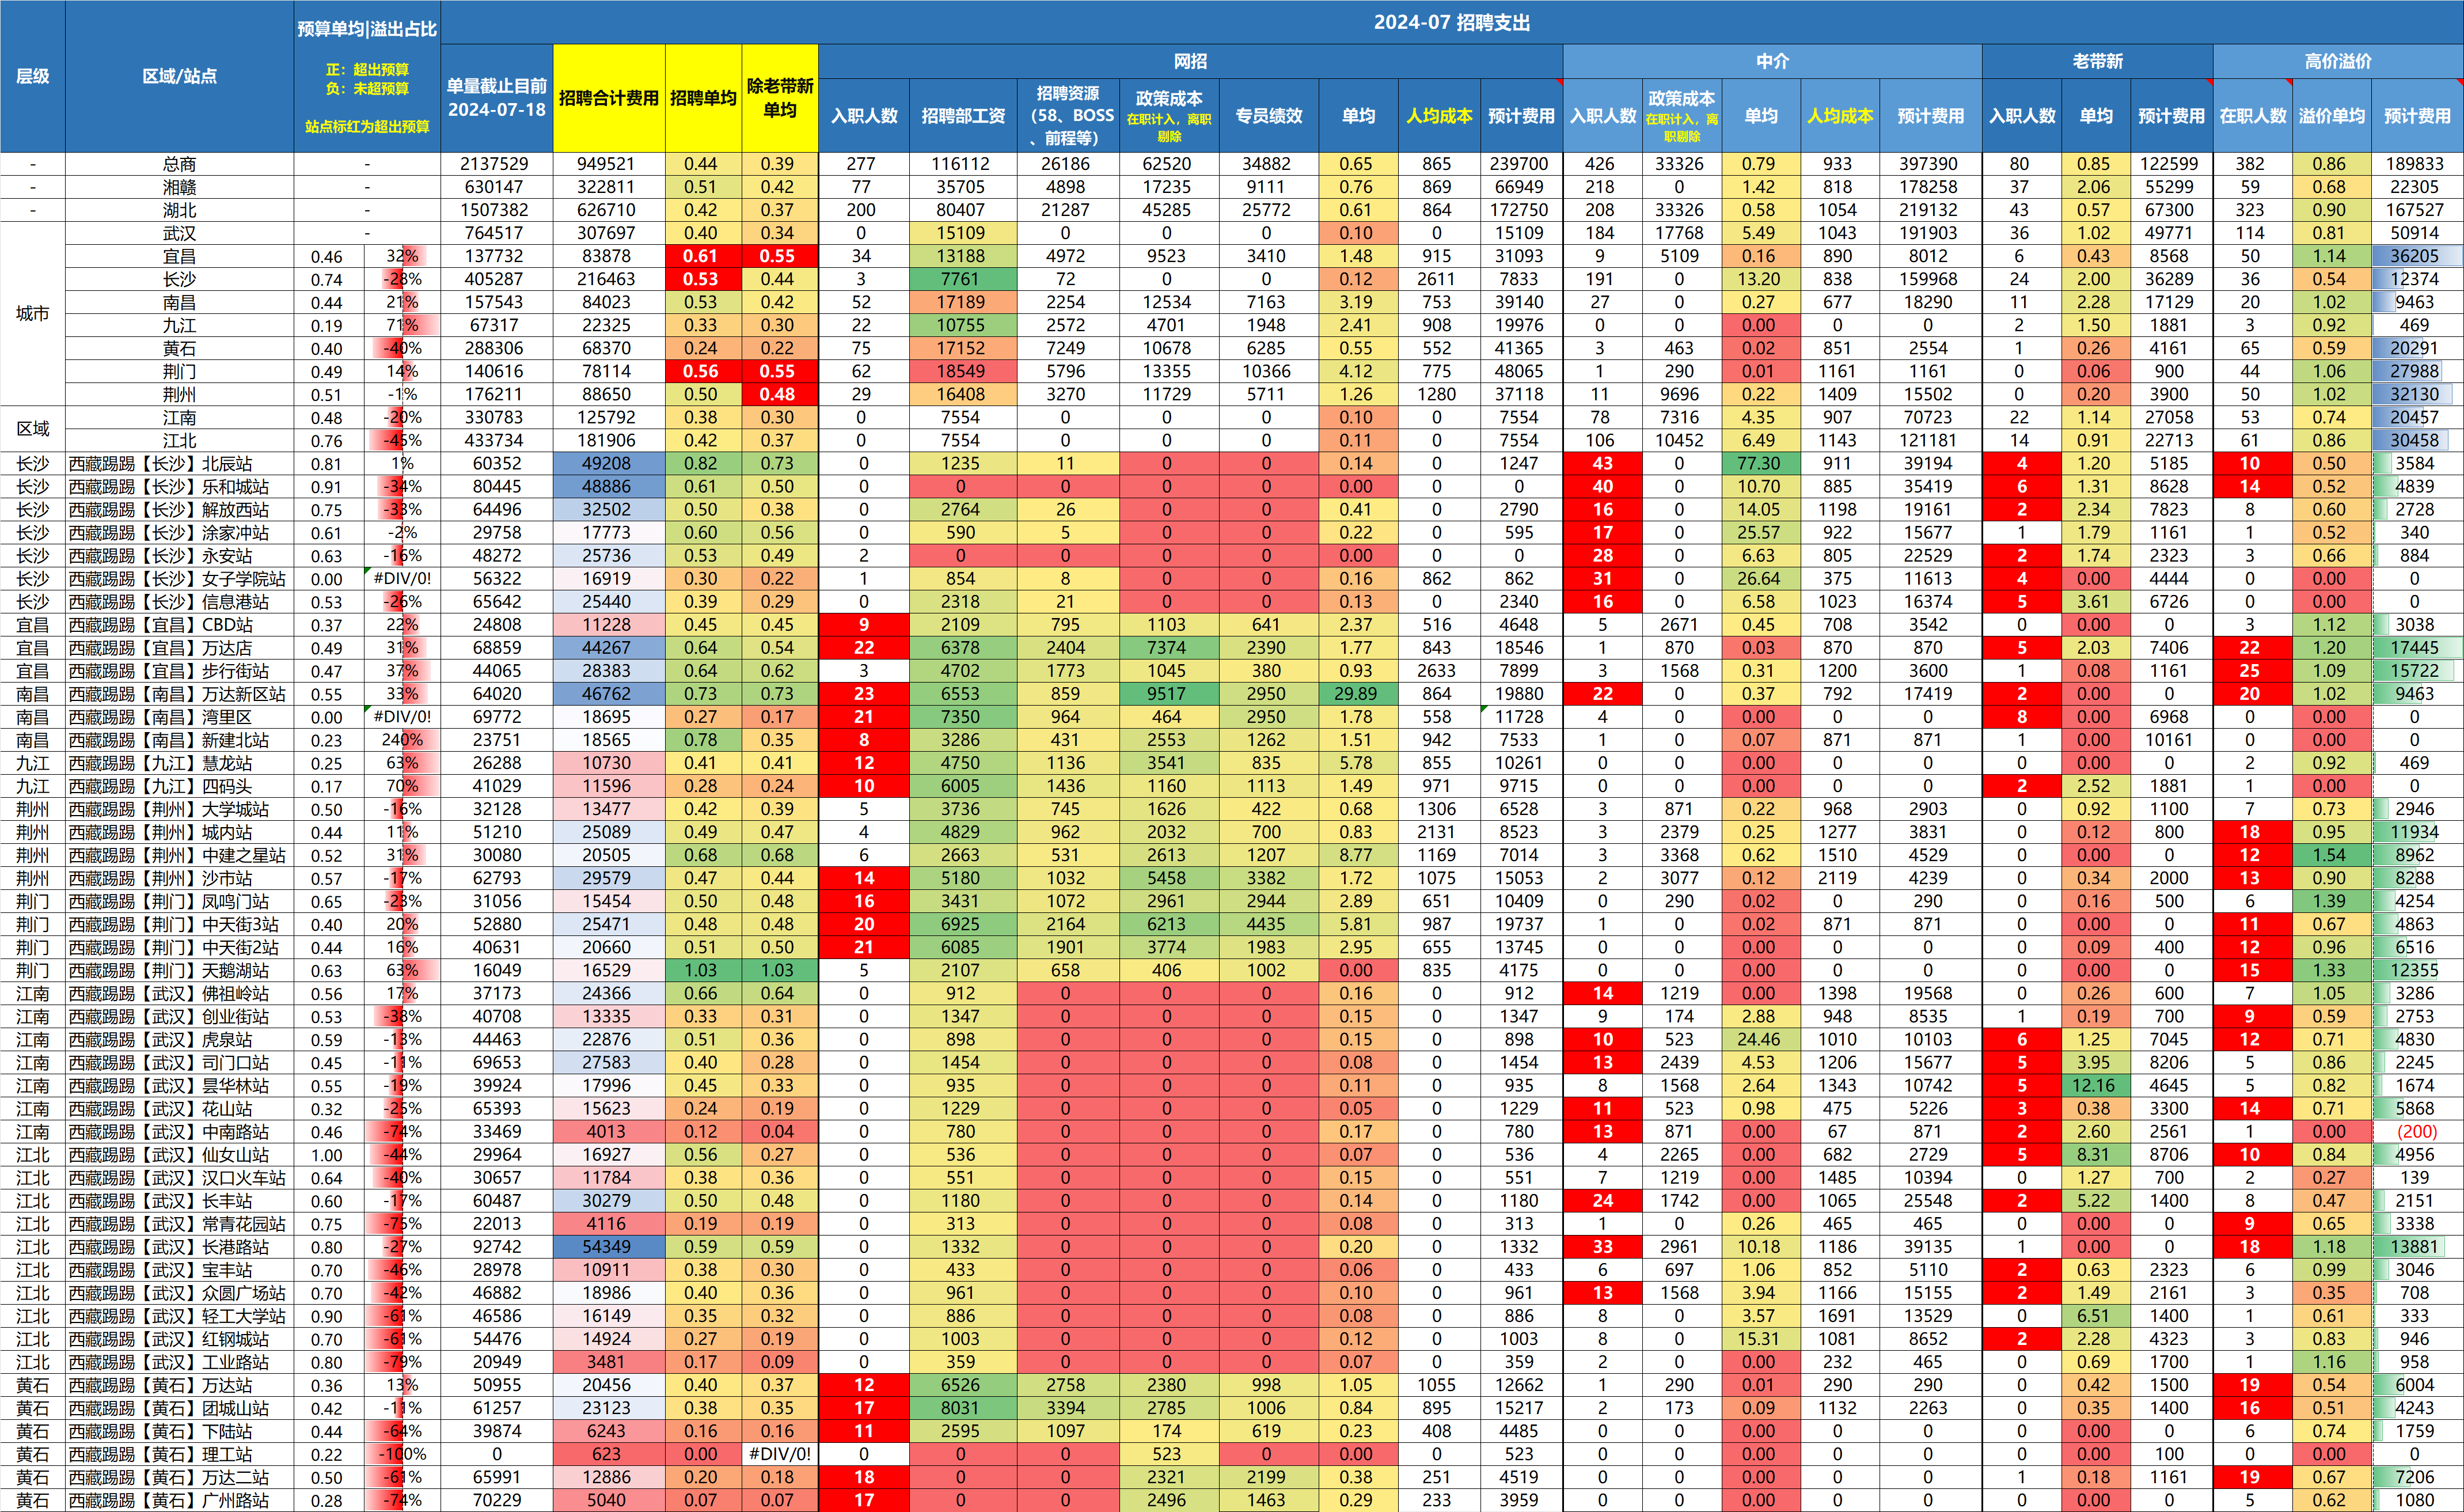 2024-07 招聘支出
层级 区域/站点 预算单均|溢出占比 正：超出预算 负：未超预算 站点标红为超出预算 单量截止目前 2024-07-18 招聘合计费用 招聘单均 除老带新单均 网招 中介 老带新 高价溢价
入职人数 招聘部工资 招聘资源（58、BOSS、前程等） 政策成本 在职计入，离职剔除 专员绩效 单均 人均成本 预计费用 入职人数 政策成本 在职计入，离职剔除 单均 人均成本 预计费用 入职人数 单均 预计费用 在职人数 溢价单均 预计费用
- 总商 - 2137529 949521 0.44 0.39 277 116112 26186 62520 34882 0.65 865 239700 426 33326 0.79 933 397390 80 0.85 122599 382 0.86 189833
- 湘赣 - 630147 322811 0.51 0.42 77 35705 4898 17235 9111 0.76 869 66949 218 0 1.42 818 178258 37 2.06 55299 59 0.68 22305
- 湖北 - 1507382 626710 0.42 0.37 200 80407 21287 45285 25772 0.61 864 172750 208 33326 0.58 1054 219132 43 0.57 67300 323 0.90 167527
城市 武汉 - 764517 307697 0.40 0.34 0 15109 0 0 0 0.10 0 15109 184 17768 5.49 1043 191903 36 1.02 49771 114 0.81 50914
宜昌 0.46 32% 137732 83878 0.61 0.55 34 13188 4972 9523 3410 1.48 915 31093 9 5109 0.16 890 8012 6 0.43 8568 50 1.14 36205
长沙 0.74 -28% 405287 216463 0.53 0.44 3 7761 72 0 0 0.12 2611 7833 191 0 13.20 838 159968 24 2.00 36289 36 0.54 12374
南昌 0.44 21% 157543 84023 0.53 0.42 52 17189 2254 12534 7163 3.19 753 39140 27 0 0.27 677 18290 11 2.28 17129 20 1.02 9463
九江 0.19 71% 67317 22325 0.33 0.30 22 10755 2572 4701 1948 2.41 908 19976 0 0 0.00 0 0 2 1.50 1881 3 0.92 469
黄石 0.40 -40% 288306 68370 0.24 0.22 75 17152 7249 10678 6285 0.55 552 41365 3 463 0.02 851 2554 1 0.26 4161 65 0.59 20291
荆门 0.49 14% 140616 78114 0.56 0.55 62 18549 5796 13355 10366 4.12 775 48065 1 290 0.01 1161 1161 0 0.06 900 44 1.06 27988
荆州 0.51 -1% 176211 88650 0.50 0.48 29 16408 3270 11729 5711 1.26 1280 37118 11 9696 0.22 1409 15502 0 0.20 3900 50 1.02 32130
区域 江南 0.48 -20% 330783 125792 0.38 0.30 0 7554 0 0 0 0.10 0 7554 78 7316 4.35 907 70723 22 1.14 27058 53 0.74 20457
江北 0.76 -45% 433734 181906 0.42 0.37 0 7554 0 0 0 0.11 0 7554 106 10452 6.49 1143 121181 14 0.91 22713 61 0.86 30458
长沙 西藏踢踢【长沙】北辰站 0.81 1% 60352 49208 0.82 0.73 0 1235 11 0 0 0.14 0 1247 43 0 77.30 911 39194 4 1.20 5185 10 0.50 3584
长沙 西藏踢踢【长沙】乐和城站 0.91 -34% 80445 48886 0.61 0.50 0 0 0 0 0 0.00 0 0 40 0 10.70 885 35419 6 1.31 8628 14 0.52 4839
长沙 西藏踢踢【长沙】解放西站 0.75 -33% 64496 32502 0.50 0.38 0 2764 26 0 0 0.41 0 2790 16 0 14.05 1198 19161 2 2.34 7823 8 0.60 2728
长沙 西藏踢踢【长沙】涂家冲站 0.61 -2% 29758 17773 0.60 0.56 0 590 5 0 0 0.22 0 595 17 0 25.57 922 15677 1 1.79 1161 1 0.52 340
长沙 西藏踢踢【长沙】永安站 0.63 -16% 48272 25736 0.53 0.49 2 0 0 0 0 0.00 0 0 28 0 6.63 805 22529 2 1.74 2323 3 0.66 884
长沙 西藏踢踢【长沙】女子学院站 0.00 #DIV/0! 56322 16919 0.30 0.22 1 854 8 0 0 0.16 862 862 31 0 26.64 375 11613 4 0.00 4444 0 0.00 0
长沙 西藏踢踢【长沙】信息港站 0.53 -26% 65642 25440 0.39 0.29 0 2318 21 0 0 0.13 0 2340 16 0 6.58 1023 16374 5 3.61 6726 0 0.00 0
宜昌 西藏踢踢【宜昌】CBD站 0.37 22% 24808 11228 0.45 0.45 9 2109 795 1103 641 2.37 516 4648 5 2671 0.45 708 3542 0 0.00 0 3 1.12 3038
宜昌 西藏踢踢【宜昌】万达店 0.49 31% 68859 44267 0.64 0.54 22 6378 2404 7374 2390 1.77 843 18546 1 870 0.03 870 870 5 2.03 7406 22 1.20 17445
宜昌 西藏踢踢【宜昌】步行街站 0.47 37% 44065 28383 0.64 0.62 3 4702 1773 1045 380 0.93 2633 7899 3 1568 0.31 1200 3600 1 0.08 1161 25 1.09 15722
南昌 西藏踢踢【南昌】万达新区站 0.55 33% 64020 46762 0.73 0.73 23 6553 859 9517 2950 29.89 864 19880 22 0 0.37 792 17419 2 0.00 0 20 1.02 9463
南昌 西藏踢踢【南昌】湾里区 0.00 #DIV/0! 69772 18695 0.27 0.17 21 7350 964 464 2950 1.78 558 11728 4 0 0.00 0 0 8 0.00 6968 0 0.00 0
南昌 西藏踢踢【南昌】新建北站 0.23 240% 23751 18565 0.78 0.35 8 3286 431 2553 1262 1.51 942 7533 1 0 0.07 871 871 1 0.00 10161 0 0.00 0
九江 西藏踢踢【九江】慧龙站 0.25 63% 26288 10730 0.41 0.41 12 4750 1136 3541 835 5.78 855 10261 0 0 0.00 0 0 0 0.00 0 2 0.92 469
九江 西藏踢踢【九江】四码头 0.17 70% 41029 11596 0.28 0.24 10 6005 1436 1160 1113 1.49 971 9715 0 0 0.00 0 0 2 2.52 1881 1 0.00 0
荆州 西藏踢踢【荆州】大学城站 0.50 -16% 32128 13477 0.42 0.39 5 3736 745 1626 422 0.68 1306 6528 3 871 0.22 968 2903 0 0.92 1100 7 0.73 2946
荆州 西藏踢踢【荆州】城内站 0.44 11% 51210 25089 0.49 0.47 4 4829 962 2032 700 0.83 2131 8523 3 2379 0.25 1277 3831 0 0.12 800 18 0.95 11934
荆州 西藏踢踢【荆州】中建之星站 0.52 31% 30080 20505 0.68 0.68 6 2663 531 2613 1207 8.77 1169 7014 3 3368 0.62 1510 4529 0 0.00 0 12 1.54 8962
荆州 西藏踢踢【荆州】沙市站 0.57 -17% 62793 29579 0.47 0.44 14 5180 1032 5458 3382 1.72 1075 15053 2 3077 0.12 2119 4239 0 0.34 2000 13 0.90 8288
荆门 西藏踢踢【荆门】凤鸣门站 0.65 -23% 31056 15454 0.50 0.48 16 3431 1072 2961 2944 2.89 651 10409 0 290 0.02 0 290 0 0.16 500 6 1.39 4254
荆门 西藏踢踢【荆门】中天街3站 0.40 20% 52880 25471 0.48 0.48 20 6925 2164 6213 4435 5.81 987 19737 1 0 0.02 871 871 0 0.00 0 11 0.67 4863
荆门 西藏踢踢【荆门】中天街2站 0.44 16% 40631 20660 0.51 0.50 21 6085 1901 3774 1983 2.95 655 13745 0 0 0.00 0 0 0 0.09 400 12 0.96 6516
荆门 西藏踢踢【荆门】天鹅湖站 0.63 63% 16049 16529 1.03 1.03 5 2107 658 406 1002 0.00 835 4175 0 0 0.00 0 0 0 0.00 0 15 1.33 12355
江南 西藏踢踢【武汉】佛祖岭站 0.56 17% 37173 24366 0.66 0.64 0 912 0 0 0 0.16 0 912 14 1219 0.00 1398 19568 0 0.26 600 7 1.05 3286
江南 西藏踢踢【武汉】创业街站 0.53 -38% 40708 13335 0.33 0.31 0 1347 0 0 0 0.15 0 1347 9 174 2.88 948 8535 1 0.19 700 9 0.59 2753
江南 西藏踢踢【武汉】虎泉站 0.59 -13% 44463 22876 0.51 0.36 0 898 0 0 0 0.15 0 898 10 523 24.46 1010 10103 6 1.25 7045 12 0.71 4830
江南 西藏踢踢【武汉】司门口站 0.45 -11% 69653 27583 0.40 0.28 0 1454 0 0 0 0.08 0 1454 13 2439 4.53 1206 15677 5 3.95 8206 5 0.86 2245
江南 西藏踢踢【武汉】昙华林站 0.55 -19% 39924 17996 0.45 0.33 0 935 0 0 0 0.11 0 935 8 1568 2.64 1343 10742 5 12.16 4645 5 0.82 1674
江南 西藏踢踢【武汉】花山站 0.32 -25% 65393 15623 0.24 0.19 0 1229 0 0 0 0.05 0 1229 11 523 0.98 475 5226 3 0.38 3300 14 0.71 5868
江南 西藏踢踢【武汉】中南路站 0.46 -74% 33469 4013 0.12 0.04 0 780 0 0 0 0.17 0 780 13 871 0.00 67 871 2 2.60 2561 1 0.00 (200)
江北 西藏踢踢【武汉】仙女山站 1.00 -44% 29964 16927 0.56 0.27 0 536 0 0 0 0.07 0 536 4 2265 0.00 682 2729 5 8.31 8706 10 0.84 4956
江北 西藏踢踢【武汉】汉口火车站 0.64 -40% 30657 11784 0.38 0.36 0 551 0 0 0 0.15 0 551 7 1219 0.00 1485 10394 0 1.27 700 2 0.27 139
江北 西藏踢踢【武汉】长丰站 0.60 -17% 60487 30279 0.50 0.48 0 1180 0 0 0 0.14 0 1180 24 1742 0.00 1065 25548 2 5.22 1400 8 0.47 2151
江北 西藏踢踢【武汉】常青花园站 0.75 -75% 22013 4116 0.19 0.19 0 313 0 0 0 0.08 0 313 1 0 0.26 465 465 0 0.00 0 9 0.65 3338
江北 西藏踢踢【武汉】长港路站 0.80 -27% 92742 54349 0.59 0.59 0 1332 0 0 0 0.20 0 1332 33 2961 10.18 1186 39135 1 0.00 0 18 1.18 13881
江北 西藏踢踢【武汉】宝丰站 0.70 -46% 28978 10911 0.38 0.30 0 433 0 0 0 0.06 0 433 6 697 1.06 852 5110 2 0.63 2323 6 0.99 3046
江北 西藏踢踢【武汉】众圆广场站 0.70 -42% 46882 18986 0.40 0.36 0 961 0 0 0 0.10 0 961 13 1568 3.94 1166 15155 2 1.49 2161 3 0.35 708
江北 西藏踢踢【武汉】轻工大学站 0.90 -61% 46586 16149 0.35 0.32 0 886 0 0 0 0.08 0 886 8 0 3.57 1691 13529 0 6.51 1400 1 0.61 333
江北 西藏踢踢【武汉】红钢城站 0.70 -61% 54476 14924 0.27 0.19 0 1003 0 0 0 0.12 0 1003 8 0 15.31 1081 8652 2 2.28 4323 3 0.83 946
江北 西藏踢踢【武汉】工业路站 0.80 -79% 20949 3481 0.17 0.09 0 359 0 0 0 0.07 0 359 2 0 0.00 232 465 0 0.69 1700 1 1.16 958
黄石 西藏踢踢【黄石】万达站 0.36 13% 50955 20456 0.40 0.37 12 6526 2758 2380 998 1.05 1055 12662 1 290 0.01 290 290 0 0.42 1500 19 0.54 6004
黄石 西藏踢踢【黄石】团城山站 0.42 -11% 61257 23123 0.38 0.35 17 8031 3394 2785 1006 0.84 895 15217 2 173 0.09 1132 2263 0 0.35 1400 16 0.51 4243
黄石 西藏踢踢【黄石】下陆站 0.44 -64% 39874 6243 0.16 0.16 11 2595 1097 174 619 0.23 408 4485 0 0 0.00 0 0 0 0.00 0 6 0.74 1759
黄石 西藏踢踢【黄石】理工站 0.22 -100% 0 623 0.00 #DIV/0! 0 0 0 523 0 0.00 0 523 0 0 0.00 0 0 0 0.00 100 0 0.00 0
黄石 西藏踢踢【黄石】万达二站 0.50 -61% 65991 12886 0.20 0.18 18 0 0 2321 2199 0.38 251 4519 0 0 0.00 0 0 1 0.18 1161 19 0.67 7206
黄石 西藏踢踢【黄石】广州路站 0.28 -74% 70229 5040 0.07 0.07 17 0 0 2496 1463 0.29 233 3959 0 0 0.00 0 0 0 0.00 0 5 0.62 1080